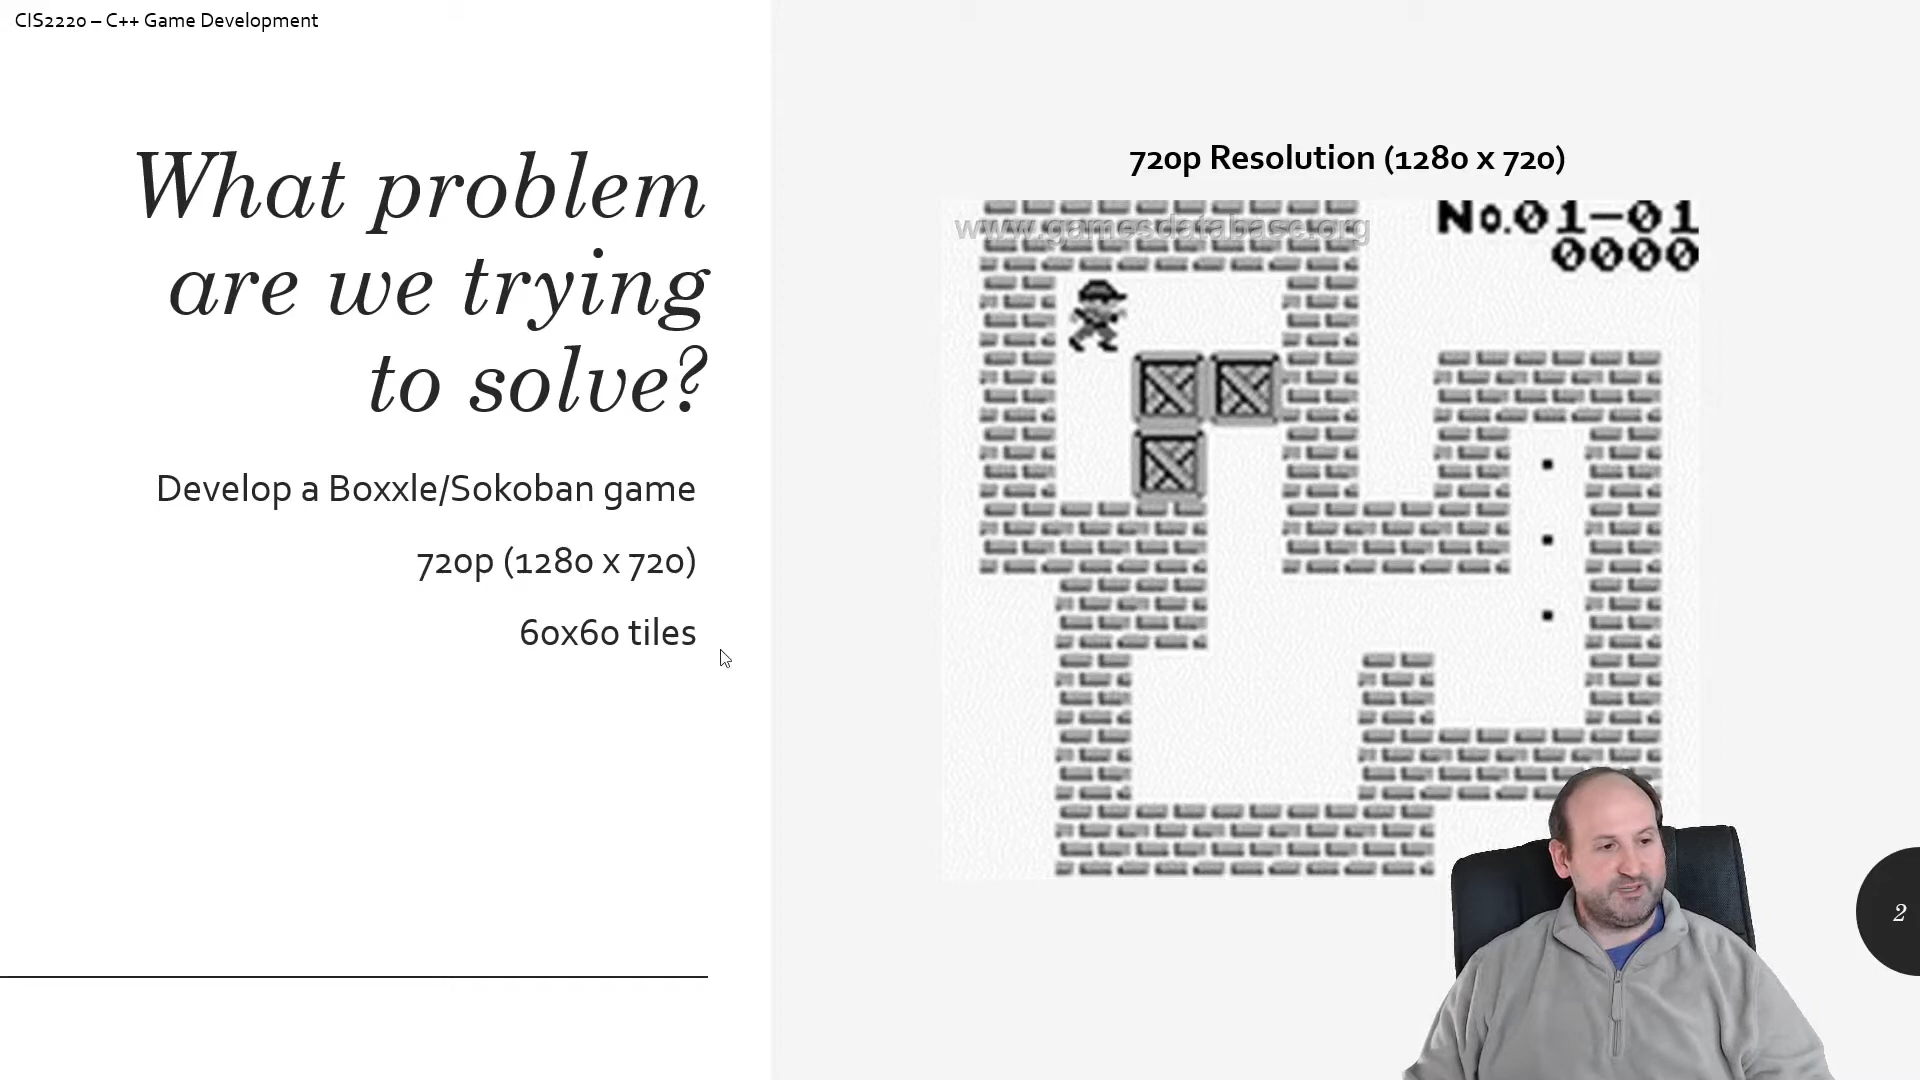 CIS2220 – C++ Game Development
What problem
are we trying
to solve?
Develop a Boxxle/Sokoban game
720p (1280 x 720)
60x60 tiles
720p Resolution (1280 x 720)
www.gamesdatabase.org
No.01-01
0000
2